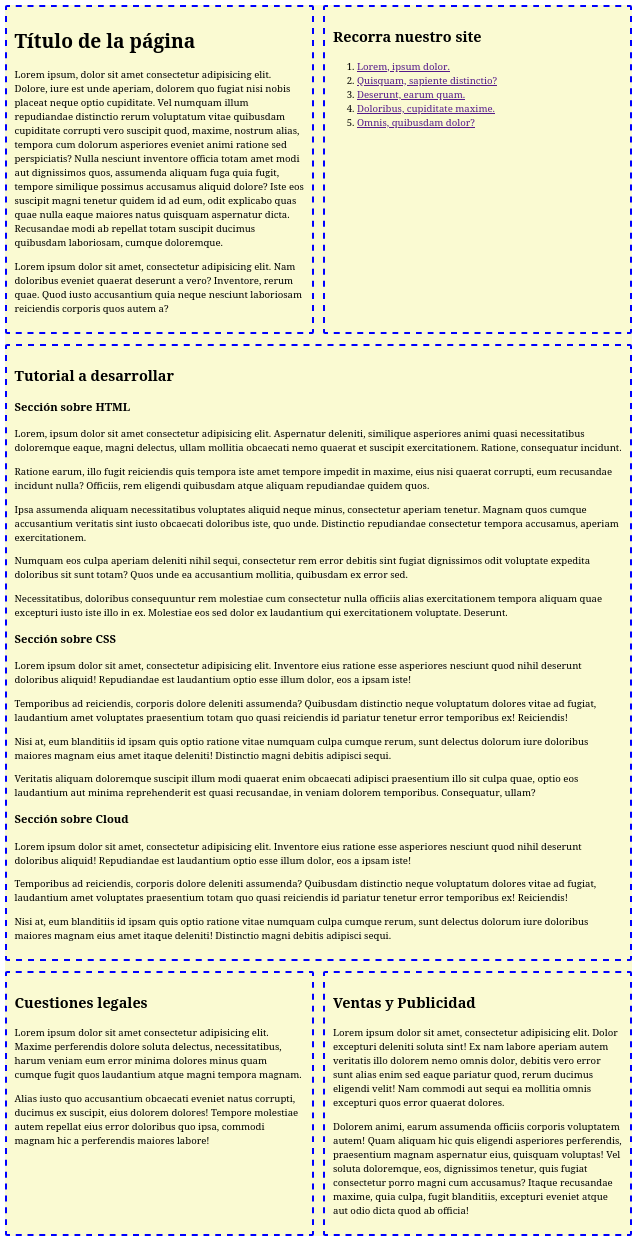 Título de la página
Lorem ipsum, dolor sit amet consectetur adipisicing elit.
Dolore, iure est unde aperiam, dolorem quo fugiat nisi nobis
placeat neque optio cupiditate. Vel numquam illum
repudiandae distinctio rerum voluptatum vitae quibusdam
cupiditate corrupti vero suscipit quod, maxime, nostrum alias,
tempora cum dolorum asperiores eveniet animi ratione sed
perspiciatis? Nulla nesciunt inventore officia totam amet modi
aut dignissimos quos, assumenda aliquam fuga quia fugit,
tempore similique possimus accusamus aliquid dolore? Iste eos
suscipit magni tenetur quidem id ad eum, odit explicabo quas
quae nulla eaque maiores natus quisquam aspernatur dicta.
Recusandae modi ab repellat totam suscipit ducimus
quibusdam laboriosam, cumque doloremque.
Lorem ipsum dolor sit amet, consectetur adipisicing elit. Nam
doloribus eveniet quaerat deserunt a vero? Inventore, rerum
quae. Quod iusto accusantium quia neque nesciunt laboriosam
reiciendis corporis quos autem a?
Recorra nuestro site
1. Lorem, ipsum dolor.
2. Quisquam, sapiente distinctio?
3. Deserunt, earum quam.
4. Doloribus, cupiditate maxime.
5. Omnis, quibusdam dolor?
Tutorial a desarrollar
Sección sobre HTML
Lorem, ipsum dolor sit amet consectetur adipisicing elit. Aspernatur deleniti, similique asperiores animi quasi necessitatibus
doloremque eaque, magni delectus, ullam mollitia obcaecati nemo quaerat et suscipit exercitationem. Ratione, consequatur incidunt.
Ratione earum, illo fugit reiciendis quis tempora iste amet tempore impedit in maxime, eius nisi quaerat corrupti, eum recusandae
incidunt nulla? Officiis, rem eligendi quibusdam atque aliquam repudiandae quidem quos.
Ipsa assumenda aliquam necessitatibus voluptates aliquid neque minus, consectetur aperiam tenetur. Magnam quos cumque
accusantium veritatis sint iusto obcaecati doloribus iste, quo unde. Distinctio repudiandae consectetur tempora accusamus, aperiam
exercitationem.
Numquam eos culpa aperiam deleniti nihil sequi, consectetur rem error debitis sint fugiat dignissimos odit voluptate expedita
doloribus sit sunt totam? Quos unde ea accusantium mollitia, quibusdam ex error sed.
Necessitatibus, doloribus consequuntur rem molestiae cum consectetur nulla officiis alias exercitationem tempora aliquam quae
excepturi iusto iste illo in ex. Molestiae eos sed dolor ex laudantium qui exercitationem voluptate. Deserunt.
Sección sobre CSS
Lorem ipsum dolor sit amet, consectetur adipisicing elit. Inventore eius ratione esse asperiores nesciunt quod nihil deserunt
doloribus aliquid! Repudiandae est laudantium optio esse illum dolor, eos a ipsam iste!
Temporibus ad reiciendis, corporis dolore deleniti assumenda? Quibusdam distinctio neque voluptatum dolores vitae ad fugiat,
laudantium amet voluptates praesentium totam quo quasi reiciendis id pariatur tenetur error temporibus ex! Reiciendis!
Nisi at, eum blanditiis id ipsam quis optio ratione vitae numquam culpa cumque rerum, sunt delectus dolorum iure doloribus
maiores magnam eius amet itaque deleniti! Distinctio magni debitis adipisci sequi.
Veritatis aliquam doloremque suscipit illum modi quaerat enim obcaecati adipisci praesentium illo sit culpa quae, optio eos
laudantium aut minima reprehenderit est quasi recusandae, in veniam dolorem temporibus. Consequatur, ullam?
Sección sobre Cloud
Lorem ipsum dolor sit amet, consectetur adipisicing elit. Inventore eius ratione esse asperiores nesciunt quod nihil deserunt
doloribus aliquid! Repudiandae est laudantium optio esse illum dolor, eos a ipsam iste!
Temporibus ad reiciendis, corporis dolore deleniti assumenda? Quibusdam distinctio neque voluptatum dolores vitae ad fugiat,
laudantium amet voluptates praesentium totam quo quasi reiciendis id pariatur tenetur error temporibus ex! Reiciendis!
Nisi at, eum blanditiis id ipsam quis optio ratione vitae numquam culpa cumque rerum, sunt delectus dolorum iure doloribus
maiores magnam eius amet itaque deleniti! Distinctio magni debitis adipisci sequi.
Cuestiones legales
Lorem ipsum dolor sit amet consectetur adipisicing elit.
Maxime perferendis dolore soluta delectus, necessitatibus,
harum veniam eum error minima dolores minus quam
cumque fugit quos laudantium atque magni tempora magnam.
Alias iusto quo accusantium obcaecati eveniet natus corrupti,
ducimus ex suscipit, eius dolorem dolores! Tempore molestiae
autem repellat eius error doloribus quo ipsa, commodi
magnam hic a perferendis maiores labore!
Ventas y Publicidad
Lorem ipsum dolor sit amet, consectetur adipisicing elit. Dolor
excepturi deleniti soluta sint! Ex nam labore aperiam autem
veritatis illo dolorem nemo omnis dolor, debitis vero error
sunt alias enim sed eaque pariatur quod, rerum ducimus
eligendi velit! Nam commodi aut sequi ea mollitia omnis
excepturi quos error quaerat dolores.
Dolorem animi, earum assumenda officiis corporis voluptatem
autem! Quam aliquam hic quis eligendi asperiores perferendis,
praesentium magnam aspernatur eius, quisquam voluptas! Vel
soluta doloremque, eos, dignissimos tenetur, quis fugiat
consectetur porro magni cum accusamus? Itaque recusandae
maxime, quia culpa, fugit blanditiis, excepturi eveniet atque
aut odio dicta quod ab officia!